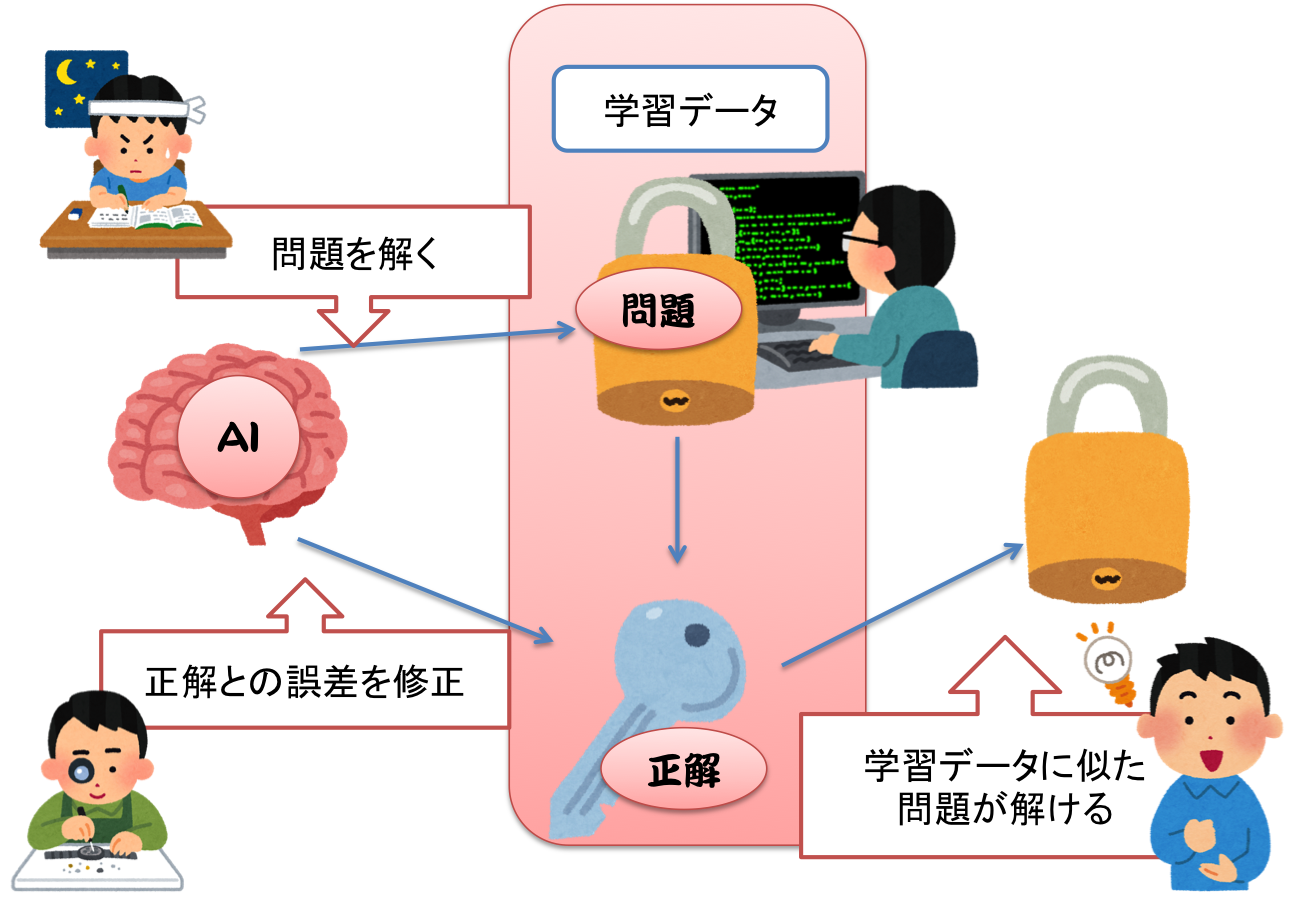 学習データ
問題を解く
問題
AI
正解との誤差を修正
正解
学習データに似た
問題が解ける